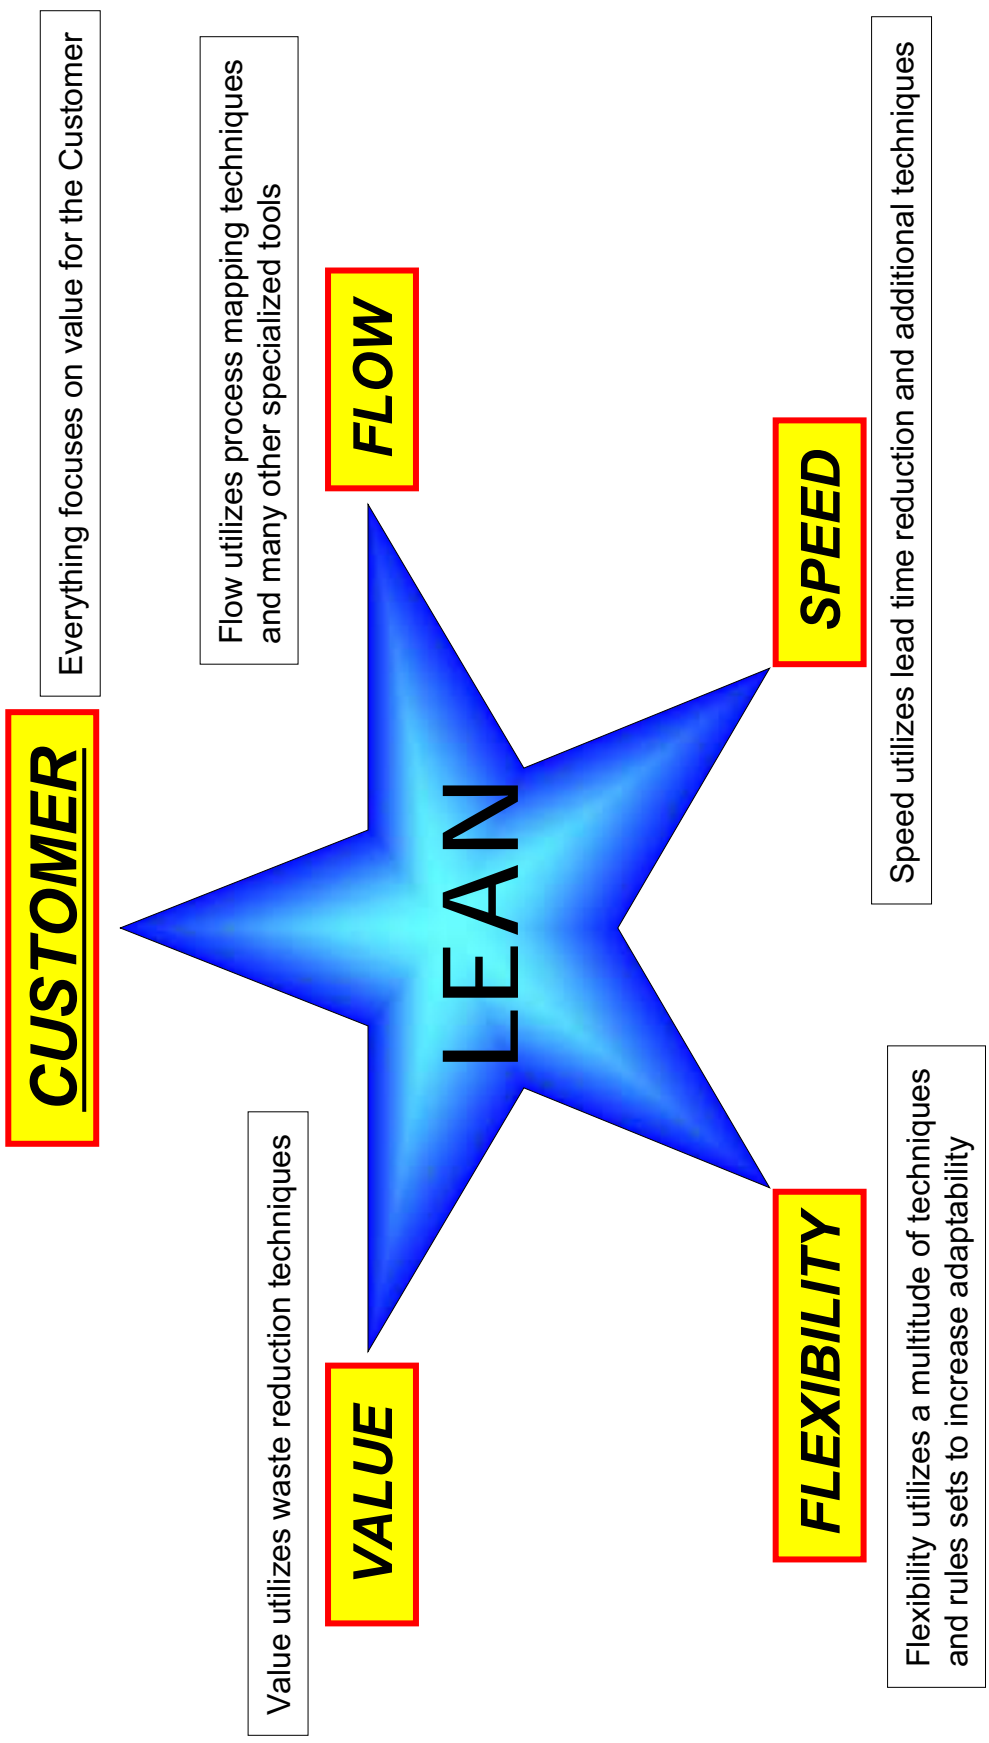 CUSTOMER
Everything focuses on value for the Customer
Flow utilizes process mapping techniques
and many other specialized tools
Value utilizes waste reduction techniques
VALUE
FLOW
LEAN
FLEXIBILITY
SPEED
Speed utilizes lead time reduction and additional techniques
Flexibility utilizes a multitude of techniques
and rules sets to increase adaptability